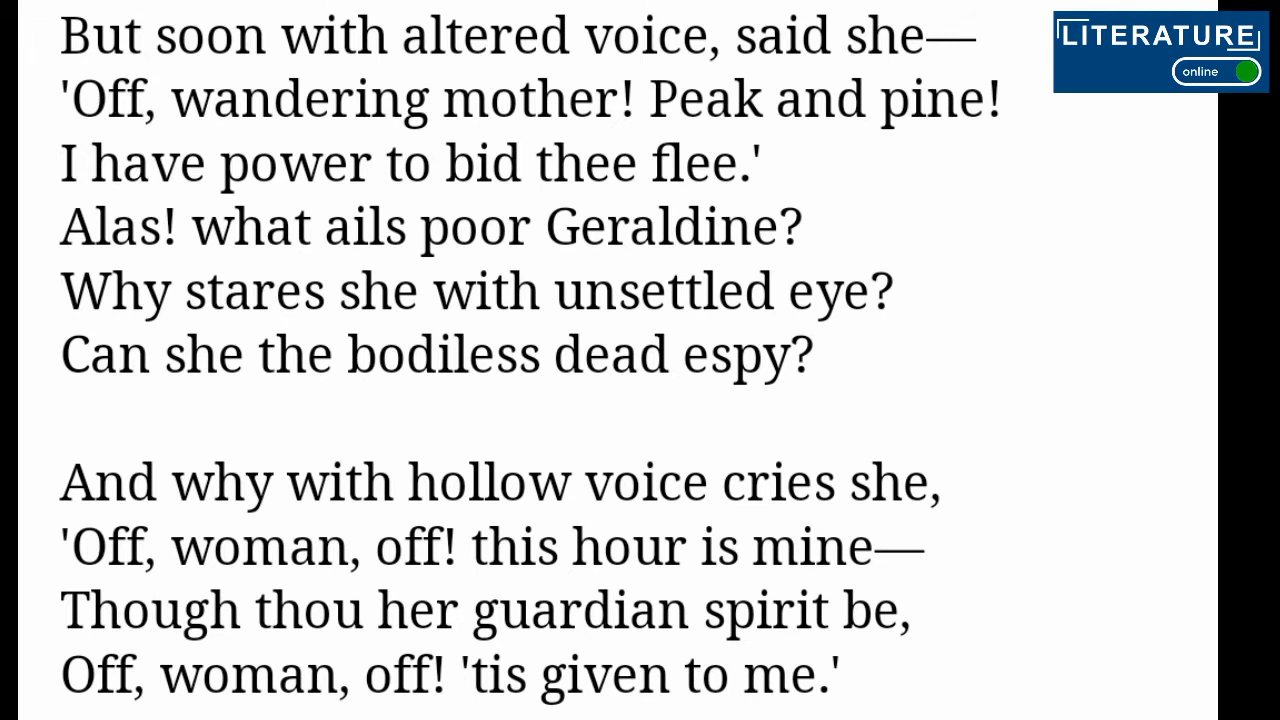 But soon with altered voice, said she—
'Off, wandering mother! Peak and pine!
I have power to bid thee flee.'
Alas! what ails poor Geraldine?
Why stares she with unsettled eye?
Can she the bodiless dead espy?
And why with hollow voice cries she,
'Off, woman, off! this hour is mine—
Though thou her guardian spirit be,
Off, woman, off! 'tis given to me.'
LITERATURE
online